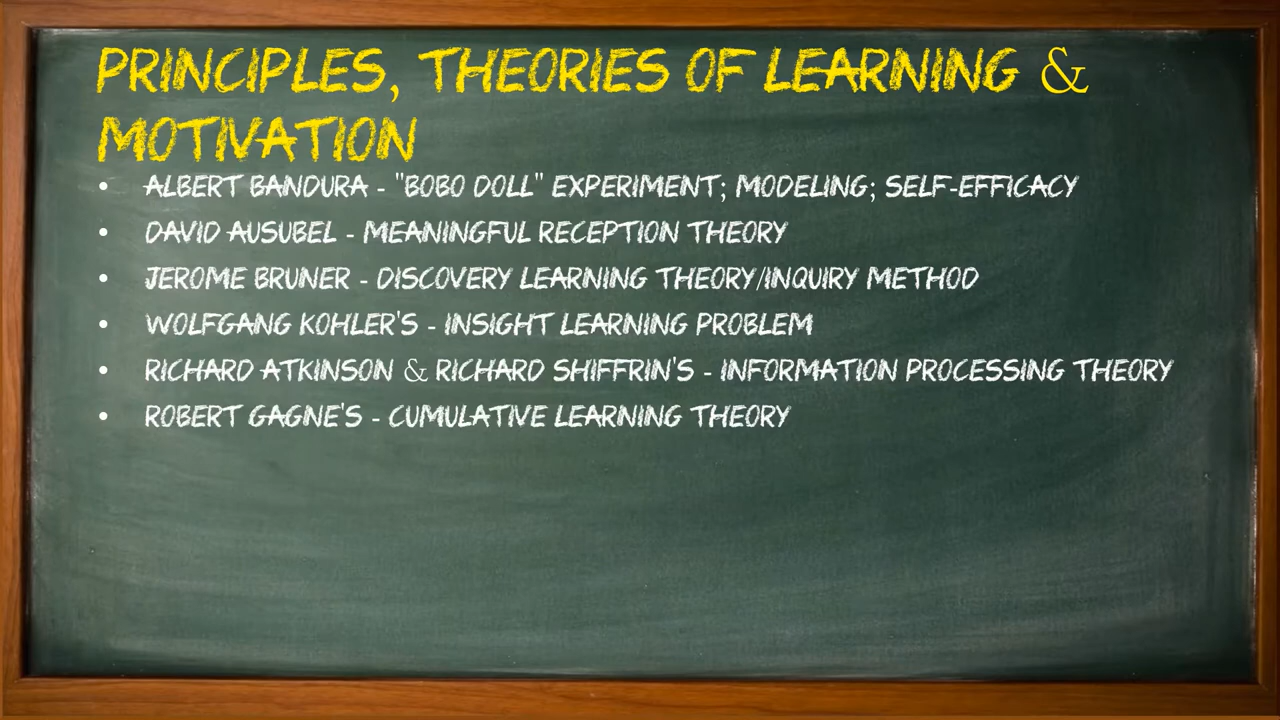 PRINCIPLES, THEORIES OF LEARNING &
MOTIVATION
• ALBERT BANDURA - "BOBO DOLL" EXPERIMENT; MODELING; SELF-EFFICACY
• DAVID AUSUBEL - MEANINGFUL RECEPTION THEORY
• JEROME BRUNER - DISCOVERY LEARNING THEORY/INQUIRY METHOD
• WOLFGANG KOHLER'S - INSIGHT LEARNING PROBLEM
• RICHARD ATKINSON & RICHARD SHIFFRIN'S - INFORMATION PROCESSING THEORY
• ROBERT GAGNE'S - CUMULATIVE LEARNING THEORY